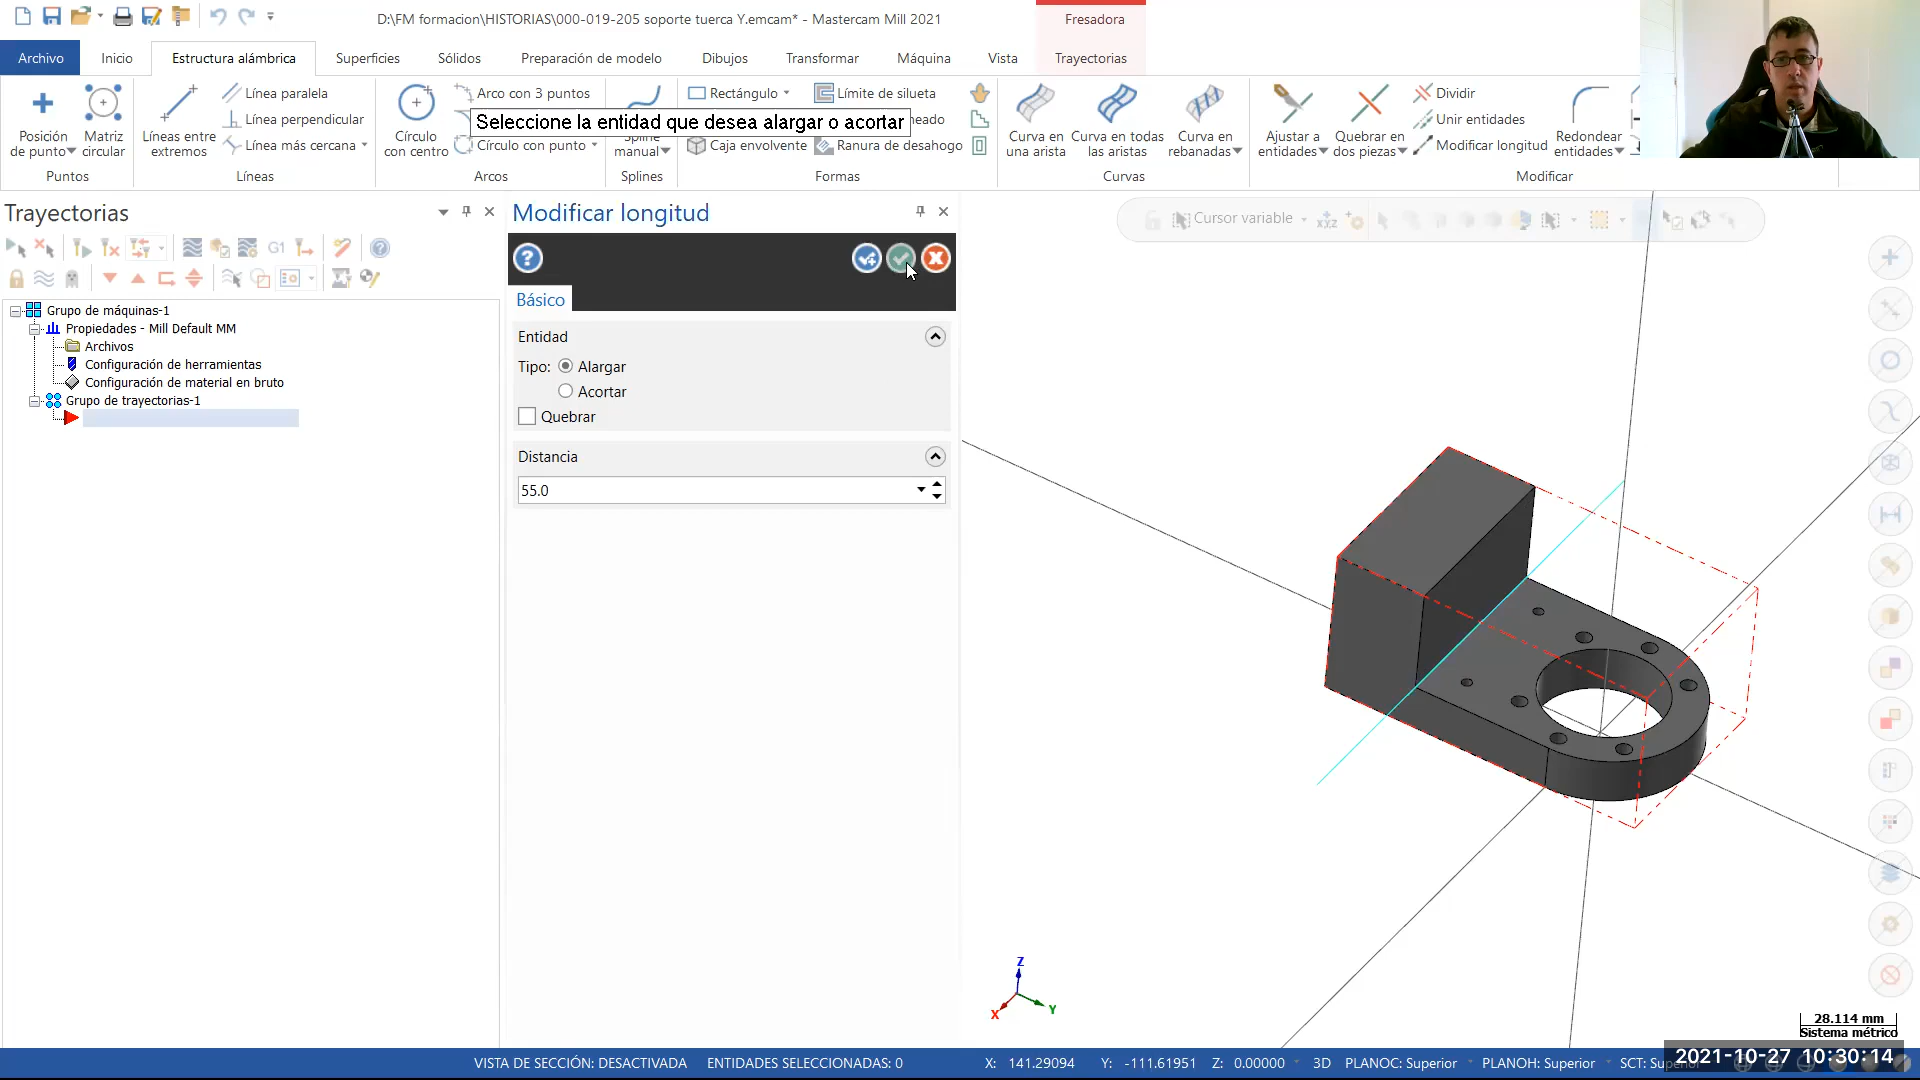 D:\FM formacion\HISTORIAS\000-019-205 soporte tuerca Y.emcam* - Mastercam Mill 2021
Fresadora
Archivo
Inicio
Estructura alámbrica
Superficies
Sólidos
Preparación de modelo
Dibujos
Transformar
Máquina
Vista
Trayectorias
Posición de punto
Matriz circular
Puntos
Líneas entre extremos
Línea paralela
Línea perpendicular
Línea más cercana
Líneas
Círculo con centro
Arco con 3 puntos
Círculo con punto
Arcos
Seleccione la entidad que desea alargar o acortar
manual
Splines
Rectángulo
Caja envolvente
Límite de silueta
Ranura de desahogo
Formas
Curva en una arista
Curva en todas las aristas
Curva en rebanadas
Curvas
Ajustar a entidades
Quebrar en dos piezas
Dividir
Unir entidades
Modificar longitud
Redondear entidades
Modificar
Trayectorias
G1
Grupo de máquinas-1
Propiedades - Mill Default MM
Archivos
Configuración de herramientas
Configuración de material en bruto
Grupo de trayectorias-1
Modificar longitud
Básico
Entidad
Tipo: Alargar
Acortar
Quebrar
Distancia
55.0
Cursor variable
XYZ
Z
Y
X
28.114 mm
Sistema métrico
VISTA DE SECCIÓN: DESACTIVADA
ENTIDADES SELECCIONADAS: 0
X: 141.29094
Y: -111.61951
Z: 0.00000
3D
PLANOC: Superior
PLANOH: Superior
2021-10-27 10:30:14